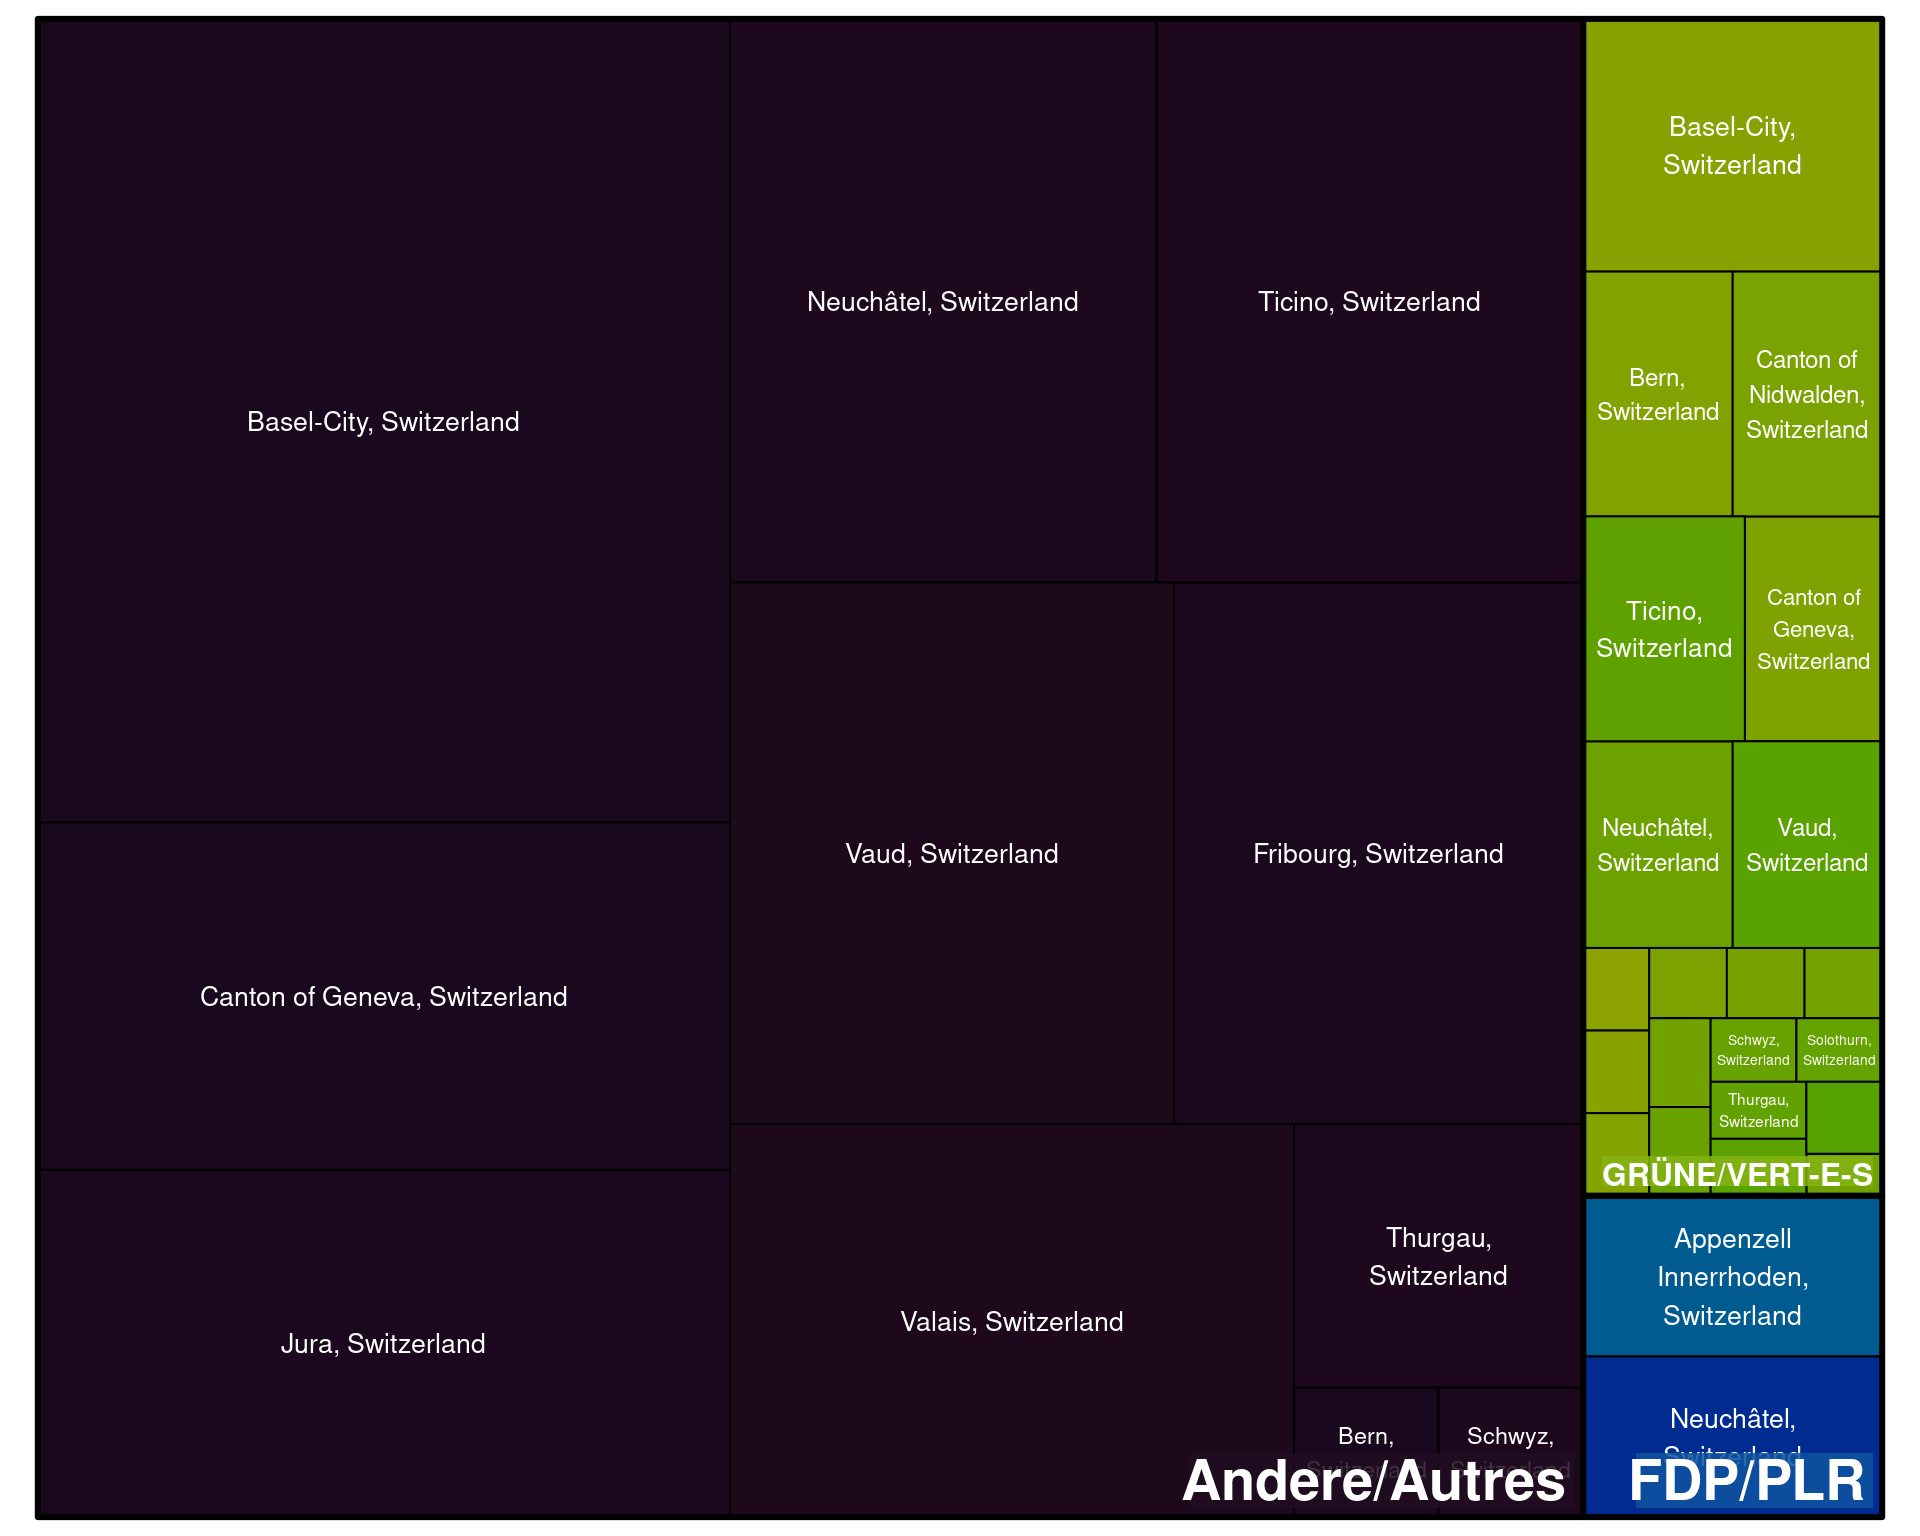 Basel-City, Switzerland
Canton of Geneva, Switzerland
Jura, Switzerland
Neuchâtel, Switzerland
Ticino, Switzerland
Vaud, Switzerland
Fribourg, Switzerland
Valais, Switzerland
Thurgau,
Switzerland
Bern,
Switzerland
Schwyz,
Switzerland
Andere/Autres
Basel-City,
Switzerland
Bern,
Switzerland
Canton of
Nidwalden,
Switzerland
Ticino,
Switzerland
Canton of
Geneva,
Switzerland
Neuchâtel,
Switzerland
Vaud,
Switzerland
Schwyz,
Switzerland
Solothurn,
Switzerland
Thurgau,
Switzerland
GRÜNE/VERT-E-S
Appenzell
Innerrhoden,
Switzerland
Neuchâtel,
Switzerland
FDP/PLR